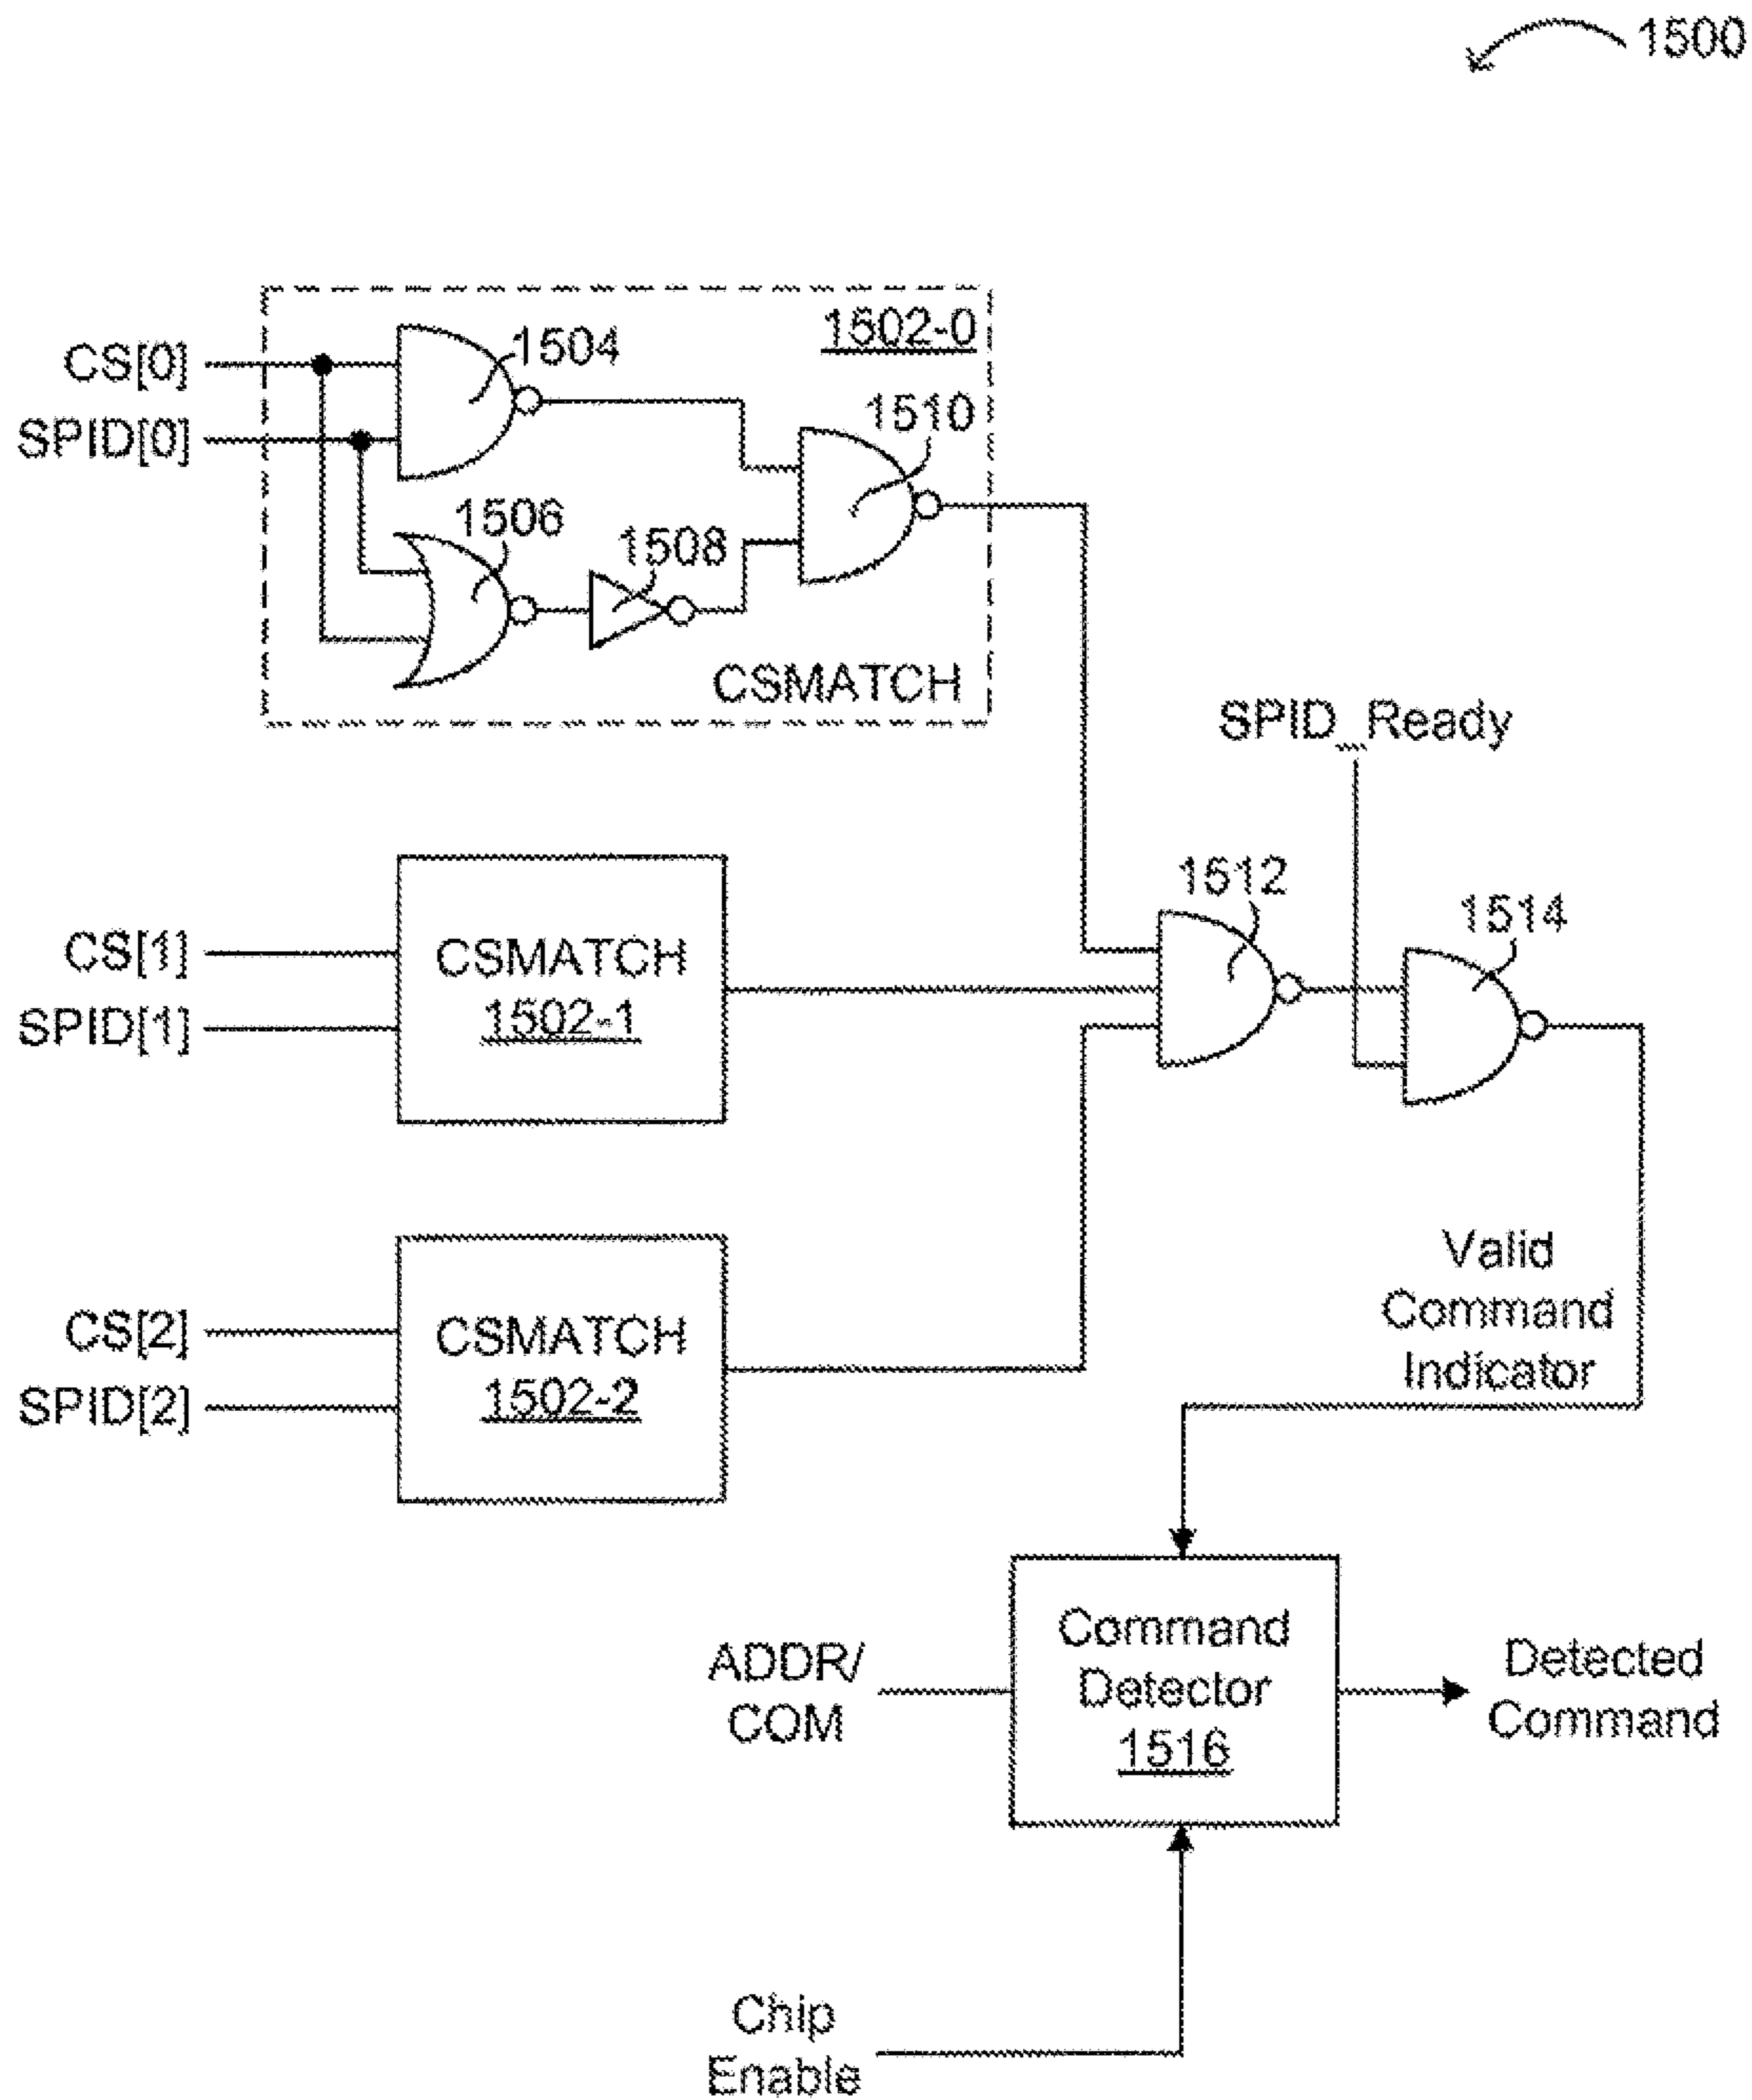 1500
1502-0
CS[0]
1504
SPID[0]
1510
1506
1508
CSMATCH
SPID_Ready
1512
1514
CS[1]
CSMATCH
SPID[1]
1502-1
Valid
Command
Indicator
CS[2]
CSMATCH
SPID[2]
1502-2
ADDR/
COM
Command
Detector
1516
Detected
Command
Chip
Enable